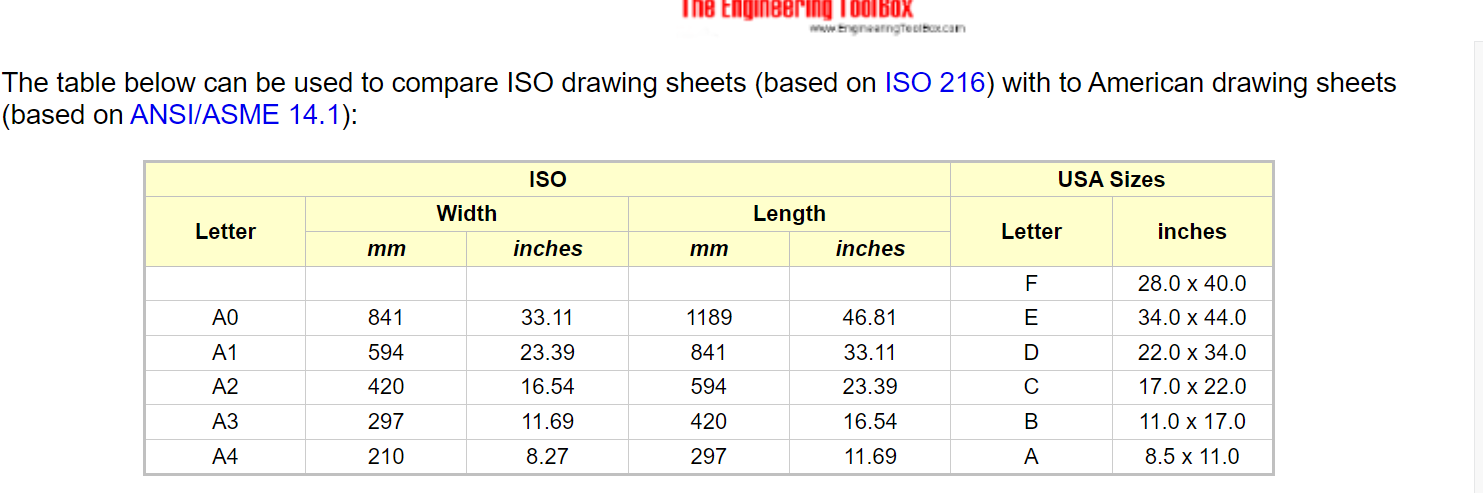 The Engineering ToolBox
www.EngineeringToolBox.com
The table below can be used to compare ISO drawing sheets (based on ISO 216) with to American drawing sheets
(based on ANSI/ASME 14.1):
ISO USA Sizes
Letter Width Length Letter inches
mm inches mm inches
F 28.0 x 40.0
A0 841 33.11 1189 46.81 E 34.0 x 44.0
A1 594 23.39 841 33.11 D 22.0 x 34.0
A2 420 16.54 594 23.39 C 17.0 x 22.0
A3 297 11.69 420 16.54 B 11.0 x 17.0
A4 210 8.27 297 11.69 A 8.5 x 11.0